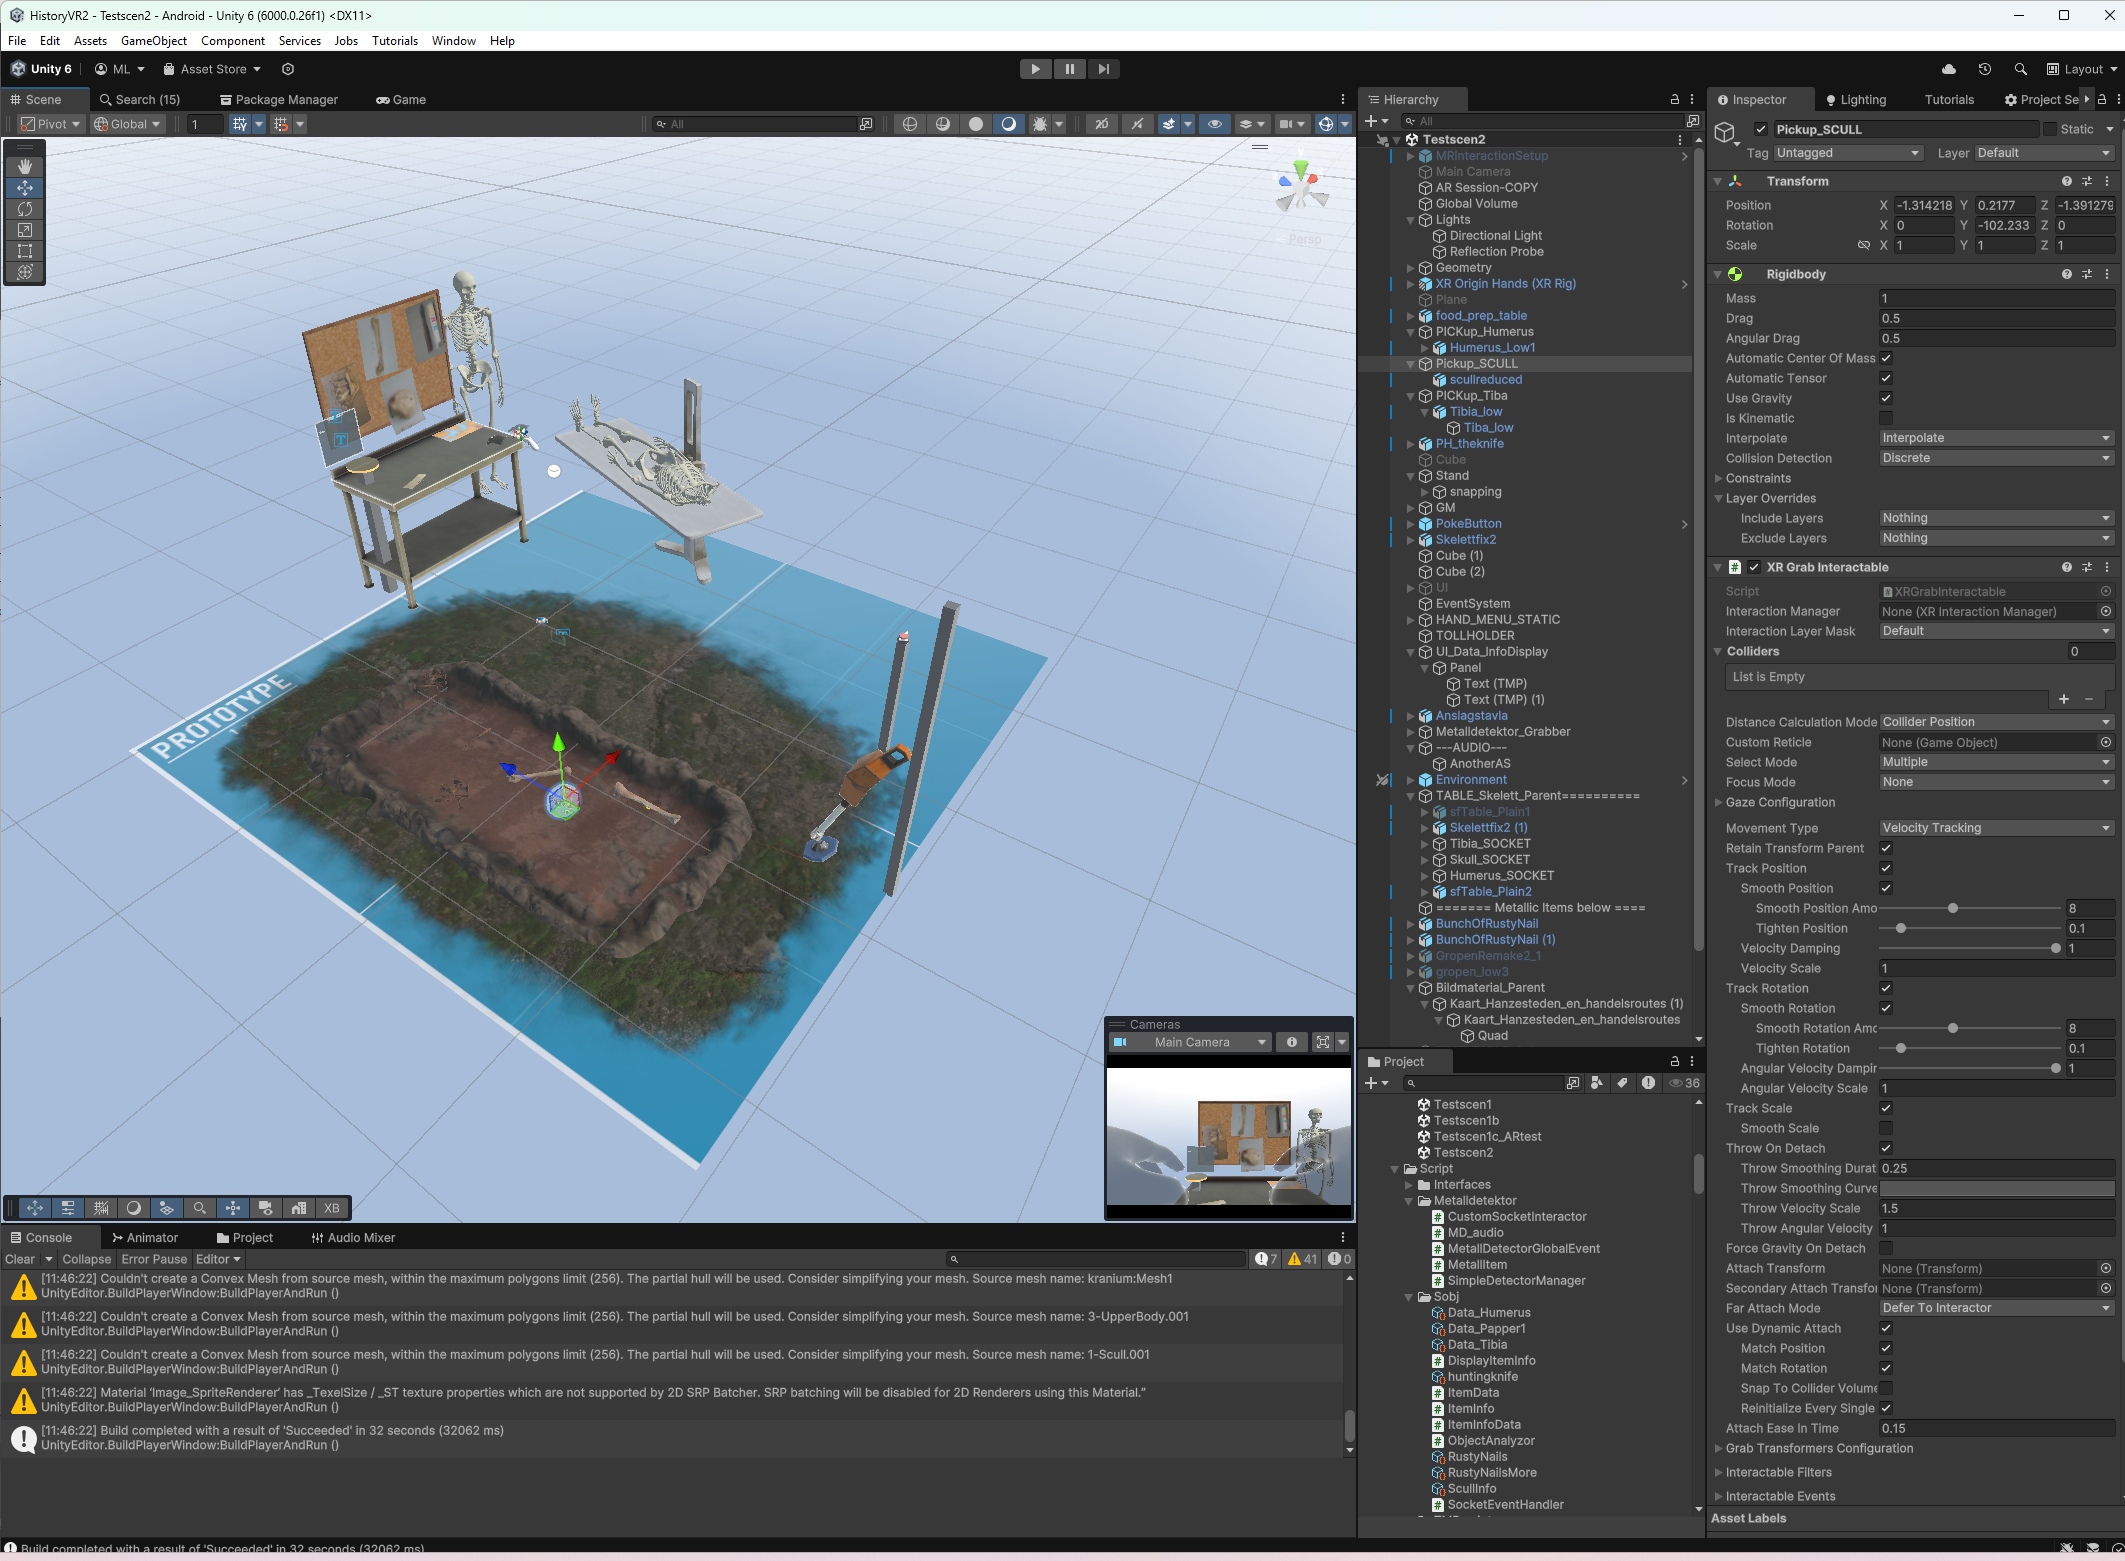 HistoryVR2 - Testscen2 - Android - Unity 6 (6000.0.26f1) <DX11>
File Edit Assets GameObject Component Services Jobs Tutorials Window Help
Unity 6 ML Asset Store Layout
Scene Search (15) Package Manager Game
Pivot Global 1 All 2D
Persp
PROTOTYPE
Cameras
Main Camera
XB
Console Animator Project Audio Mixer
Clear Collapse Error Pause Editor 7 41 0
[11:46:22] Couldn't create a Convex Mesh from source mesh, within the maximum polygons limit (256). The partial hull will be used. Consider simplifying your mesh. Source mesh name: kranium:Mesh1
UnityEditor.BuildPlayerWindow:BuildPlayerAndRun ()
[11:46:22] Couldn't create a Convex Mesh from source mesh, within the maximum polygons limit (256). The partial hull will be used. Consider simplifying your mesh. Source mesh name: 3-UpperBody.001
UnityEditor.BuildPlayerWindow:BuildPlayerAndRun ()
[11:46:22] Couldn't create a Convex Mesh from source mesh, within the maximum polygons limit (256). The partial hull will be used. Consider simplifying your mesh. Source mesh name: 1-Scull.001
UnityEditor.BuildPlayerWindow:BuildPlayerAndRun ()
[11:46:22] Material 'Image_SpriteRenderer' has _TexelSize / _ST texture properties which are not supported by 2D SRP Batcher. SRP batching will be disabled for 2D Renderers using this Material."
UnityEditor.BuildPlayerWindow:BuildPlayerAndRun ()
[11:46:22] Build completed with a result of 'Succeeded' in 32 seconds (32062 ms)
UnityEditor.BuildPlayerWindow:BuildPlayerAndRun ()
Build completed with a result of 'Succeeded' in 32 seconds (32062 ms)
Hierarchy
All
Testscen2
MRInteractionSetup
Main Camera
AR Session-COPY
Global Volume
Lights
Directional Light
Reflection Probe
Geometry
XR Origin Hands (XR Rig)
Plane
food_prep_table
PICKup_Humerus
Humerus_Low1
Pickup_SCULL
scullreduced
PICKup_Tiba
Tibia_low
Tiba_low
PH_theknife
Cube
Stand
snapping
GM
PokeButton
Skelettfix2
Cube (1)
Cube (2)
UI
EventSystem
HAND_MENU_STATIC
TOLLHOLDER
UI_Data_InfoDisplay
Panel
Text (TMP)
Text (TMP) (1)
Anslagstavla
Metalldetektor_Grabber
---AUDIO---
AnotherAS
Environment
TABLE_Skelett_Parent==========
sfTable_Plain1
Skelettfix2 (1)
Tibia_SOCKET
Skull_SOCKET
Humerus_SOCKET
sfTable_Plain2
======= Metallic Items below ====
BunchOfRustyNail
BunchOfRustyNail (1)
GropenRemake2_1
gropen_low3
Bildmaterial_Parent
Kaart_Hanzesteden_en_handelsroutes (1)
Kaart_Hanzesteden_en_handelsroutes
Quad
Project
36
Testscen1
Testscen1b
Testscen1c_ARtest
Testscen2
Script
Interfaces
Metalldetektor
CustomSocketInteractor
MD_audio
MetallDetectorGlobalEvent
MetallItem
SimpleDetectorManager
Sobj
Data_Humerus
Data_Papper1
Data_Tibia
DisplayItemInfo
huntingknife
ItemData
ItemInfo
ItemInfoData
ObjectAnalyzor
RustyNails
RustyNailsMore
ScullInfo
SocketEventHandler
Inspector Lighting Tutorials Project Se
Pickup_SCULL Static
Tag Untagged Layer Default
Transform
Position X -1.314218 Y 0.2177 Z -1.391279
Rotation X 0 Y -102.233 Z 0
Scale X 1 Y 1 Z 1
Rigidbody
Mass 1
Drag 0.5
Angular Drag 0.5
Automatic Center Of Mass
Automatic Tensor
Use Gravity
Is Kinematic
Interpolate Interpolate
Collision Detection Discrete
Constraints
Layer Overrides
Include Layers Nothing
Exclude Layers Nothing
XR Grab Interactable
Script XRGrabInteractable
Interaction Manager None (XR Interaction Manager)
Interaction Layer Mask Default
Colliders 0
List is Empty
Distance Calculation Mode Collider Position
Custom Reticle None (Game Object)
Select Mode Multiple
Focus Mode None
Gaze Configuration
Movement Type Velocity Tracking
Retain Transform Parent
Track Position
Smooth Position
Smooth Position Amo 8
Tighten Position 0.1
Velocity Damping 1
Velocity Scale 1
Track Rotation
Smooth Rotation
Smooth Rotation Amo 8
Tighten Rotation 0.1
Angular Velocity Dampin 1
Angular Velocity Scale 1
Track Scale
Smooth Scale
Throw On Detach
Throw Smoothing Durat 0.25
Throw Smoothing Curve
Throw Velocity Scale 1.5
Throw Angular Velocity 1
Force Gravity On Detach
Attach Transform None (Transform)
Secondary Attach Transfor None (Transform)
Far Attach Mode Defer To Interactor
Use Dynamic Attach
Match Position
Match Rotation
Snap To Collider Volume
Reinitialize Every Single
Attach Ease In Time 0.15
Grab Transformers Configuration
Interactable Filters
Interactable Events
Asset Labels